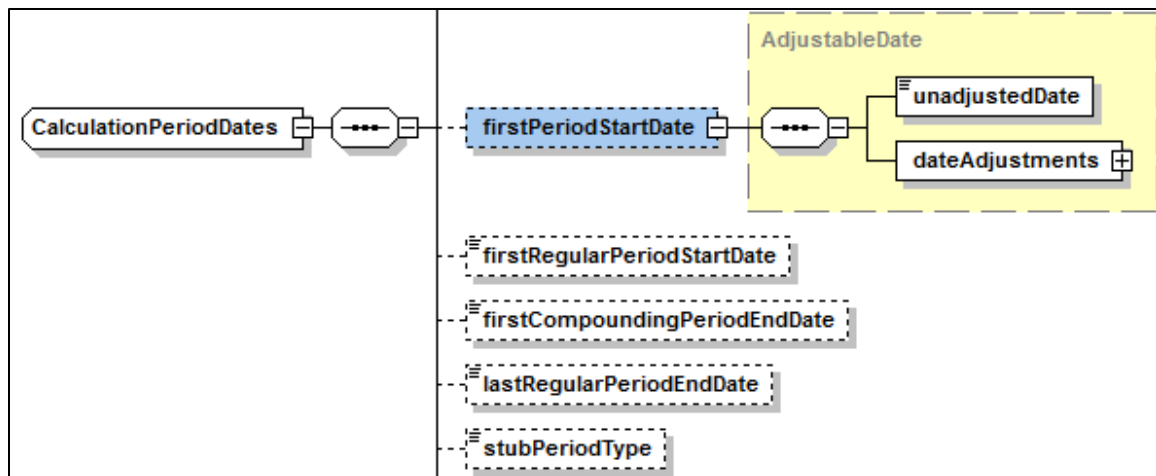 AdjustableDate
unadjustedDate
CalculationPeriodDates
firstPeriodStartDate
dateAdjustments
firstRegularPeriodStartDate
firstCompoundingPeriodEndDate
lastRegularPeriodEndDate
stubPeriodType